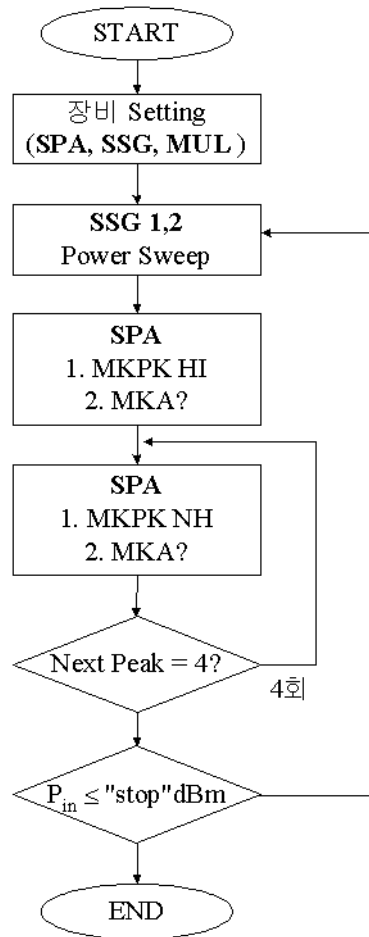 START
장비 Setting
(SPA, SSG, MUL )
SSG 1,2
Power Sweep
SPA
1. MKPK HI
2. MKA?
SPA
1. MKPK NH
2. MKA?
Next Peak = 4?
4회
Pin ≤ "stop"dBm
END